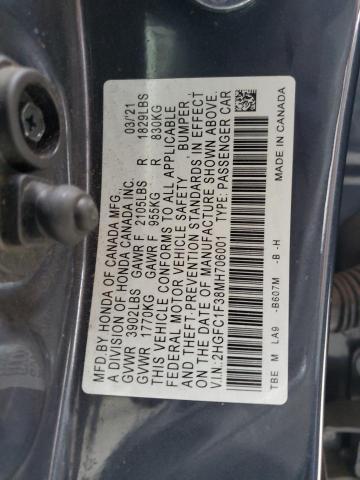 MFD.BY HONDA OF CANADA MFG. 03/21
A DIVISION OF HONDA CANADA INC.
GVWR 3902LBS GAWR F 2105LBS R 1829LBS
GVWR 1770KG GAWR F 955KG R 830KG
THIS VEHICLE CONFORMS TO ALL APPLICABLE
FEDERAL MOTOR VEHICLE SAFETY , BUMPER ,
AND THEFT-PREVENTION STANDARDS IN EFFECT
ON THE DATE OF MANUFACTURE SHOWN ABOVE.
V.I.N.:2HGFC1F38MH706001 TYPE: PASSENGER CAR
TBE M LA9 -B607M -B -H MADE IN CANADA